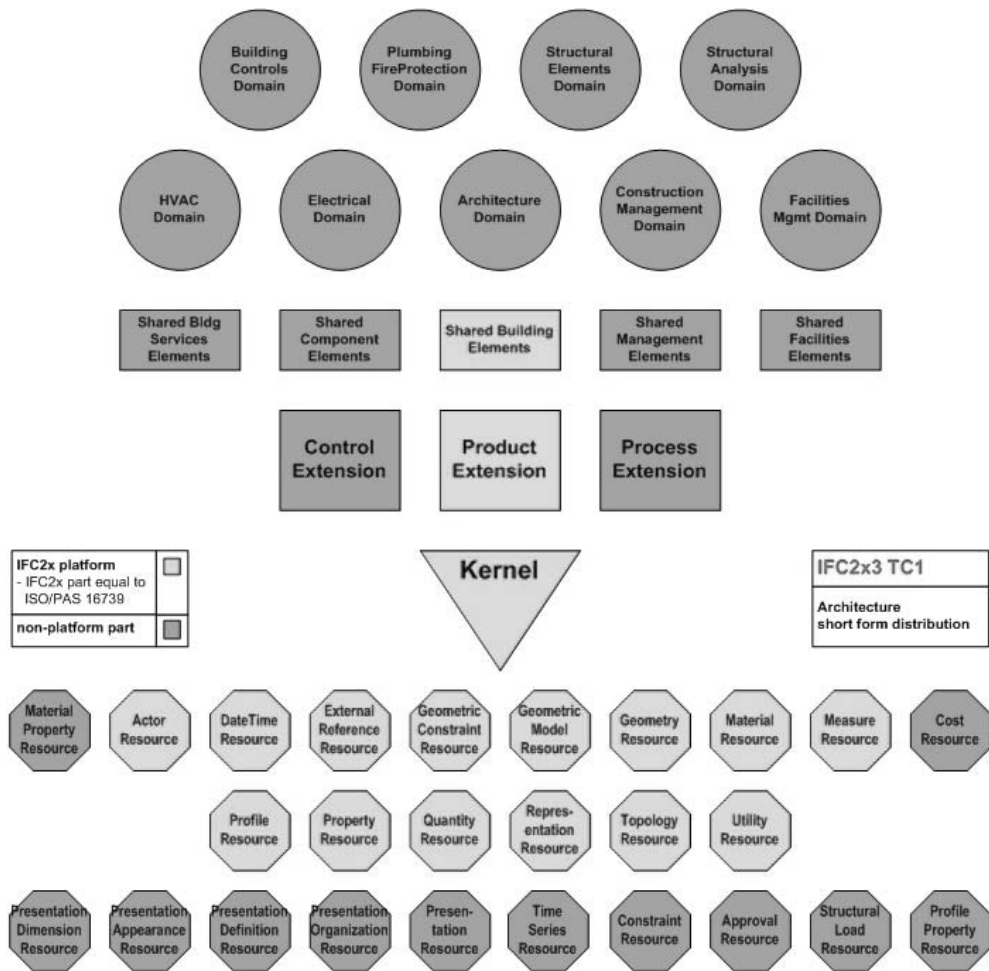 Building
Controls
Domain
Plumbing
FireProtection
Domain
Structural
Elements
Domain
Structural
Analysis
Domain
HVAC
Domain
Electrical
Domain
Architecture
Domain
Construction
Management
Domain
Facilities
Mgmt Domain
Shared Bldg
Services
Elements
Shared
Component
Elements
Shared Building
Elements
Shared
Management
Elements
Shared
Facilities
Elements
Control
Extension
Product
Extension
Process
Extension
IFC2x platform
- IFC2x part equal to
ISO/PAS 16739
non-platform part
Kernel
IFC2x3 TC1
Architecture
short form distribution
Material
Property
Resource
Actor
Resource
DateTime
Resource
External
Reference
Resource
Geometric
Constraint
Resource
Geometric
Model
Resource
Geometry
Resource
Material
Resource
Measure
Resource
Cost
Resource
Profile
Resource
Property
Resource
Quantity
Resource
Repres-
entation
Resource
Topology
Resource
Utility
Resource
Presentation
Dimension
Resource
Presentation
Appearance
Resource
Presentation
Definition
Resource
Presentation
Organization
Resource
Presen-
tation
Resource
Time
Series
Resource
Constraint
Resource
Approval
Resource
Structural
Load
Resource
Profile
Property
Resource